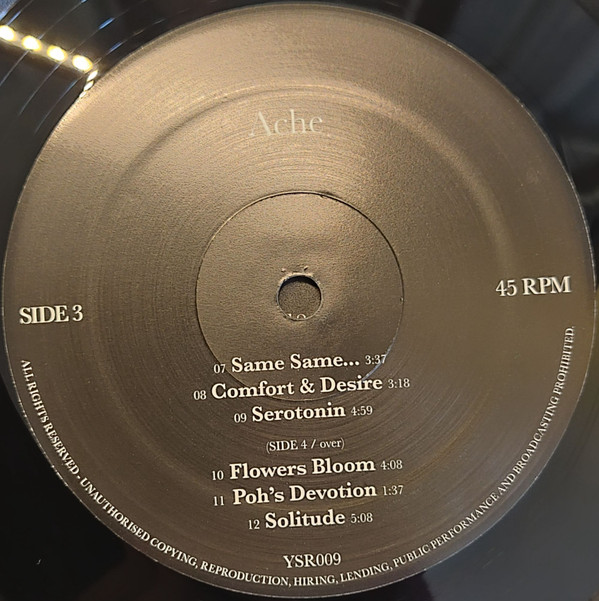 Ache.
SIDE 3
45 RPM
07 Same Same... 3:37
08 Comfort & Desire 3:18
09 Serotonin 4:59
(SIDE 4 / over)
10 Flowers Bloom 4:08
11 Poh's Devotion 1:37
12 Solitude 5:08
YSR009
ALL RIGHTS RESERVED - UNAUTHORISED COPYING, REPRODUCTION, HIRING, LENDING, PUBLIC PERFORMANCE AND BROADCASTING PROHIBITED.